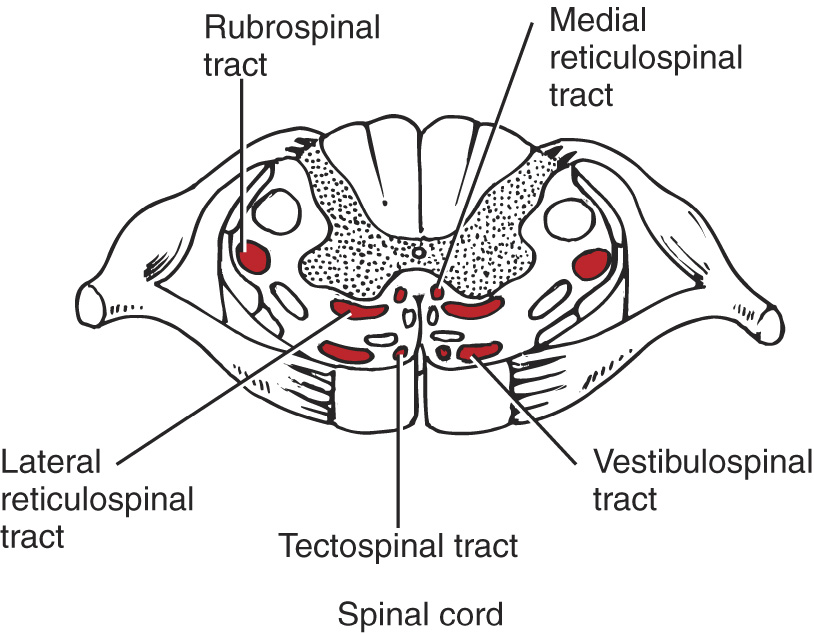 Rubrospinal
tract
Medial
reticulospinal
tract
Lateral
reticulospinal
tract
Vestibulospinal
tract
Tectospinal tract
Spinal cord